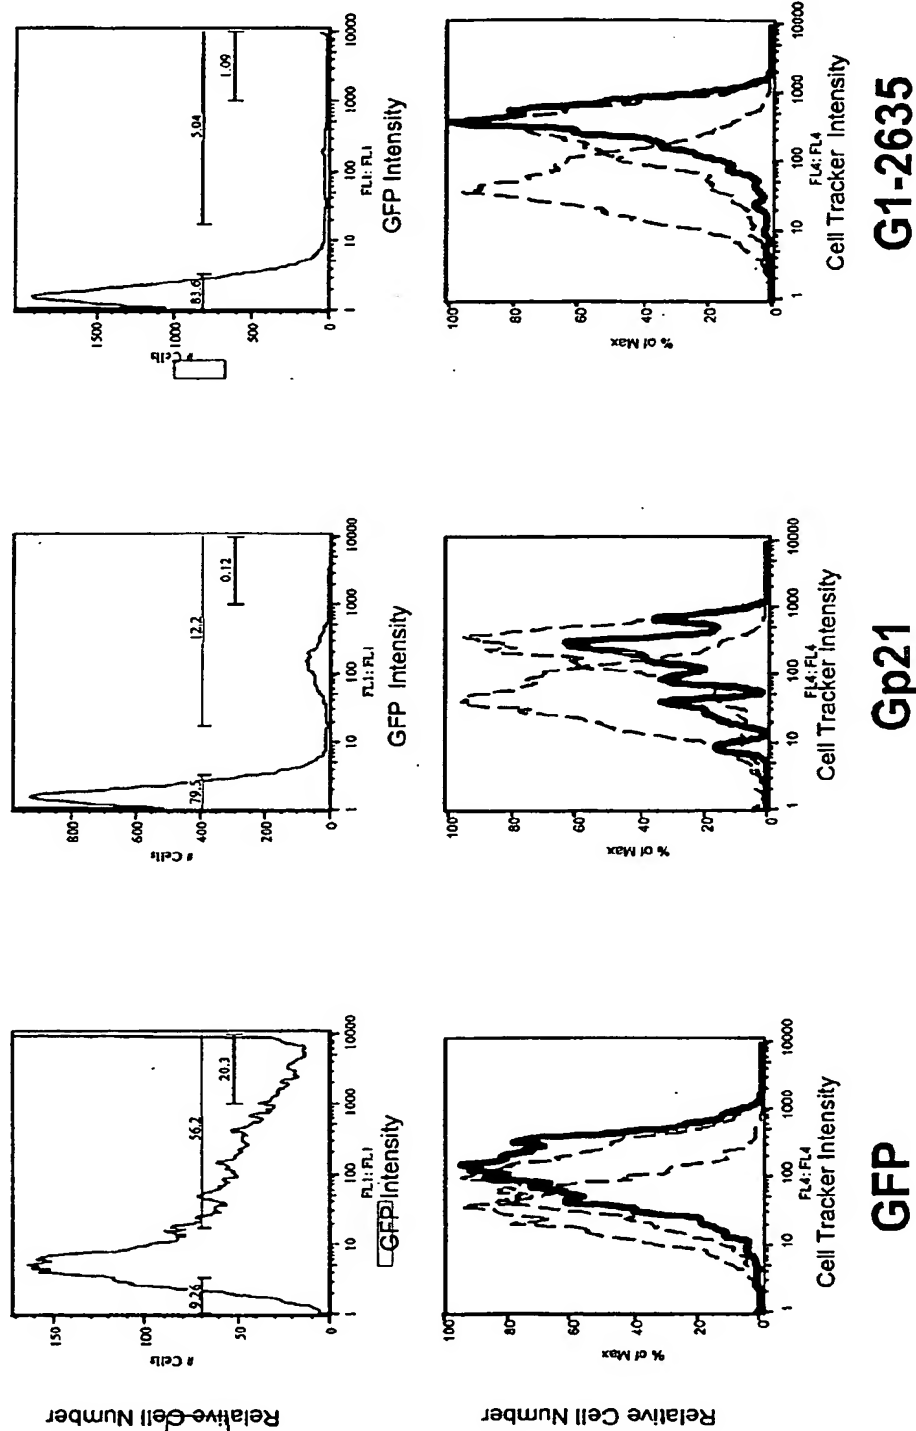 Relative Cell Number
# Cells
150
100
50
0
9.26
56.2
20.3
1 10 100 1000 10000
FL1: FL1
GFP Intensity
# Cells
800
600
400
200
0
79.5
12.2
0.12
1 10 100 1000 10000
FL1: FL1
GFP Intensity
# Cells
1500
1000
500
0
83.6
5.04
1.09
1 10 100 1000 10000
FL1: FL1
GFP Intensity
Relative Cell Number
% of Max
100
80
60
40
20
0
1 10 100 1000 10000
FL4: FL4
Cell Tracker Intensity
GFP
% of Max
100
80
60
40
20
0
1 10 100 1000 10000
FL4: FL4
Cell Tracker Intensity
Gp21
% of Max
100
80
60
40
20
0
1 10 100 1000 10000
FL4: FL4
Cell Tracker Intensity
G1-2635